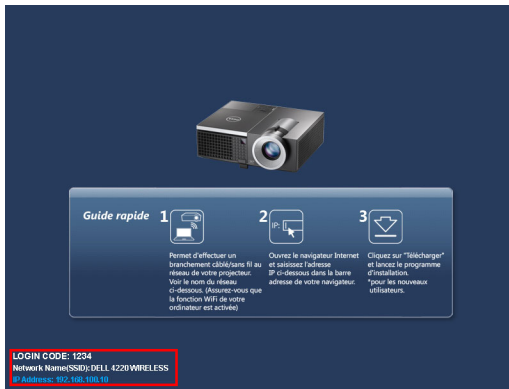 DELL
Guide rapide
1
2
3
IP:
Permet d'effectuer un
branchement câblé/sans fil au
réseau de votre projecteur.
Voir le nom du réseau
ci-dessous. (Assurez-vous que
la fonction WiFi de votre
ordinateur est activée)
Ouvrez le navigateur Internet
et saisissez l'adresse
IP ci-dessous dans la barre
adresse de votre navigateur.
Cliquez sur "Télécharger"
et lancez le programme
d'installation.
*pour les nouveaux
utilisateurs.
LOGIN CODE: 1234
Network Name(SSID): DELL 4220 WIRELESS
IP Address: 192.168.100.10